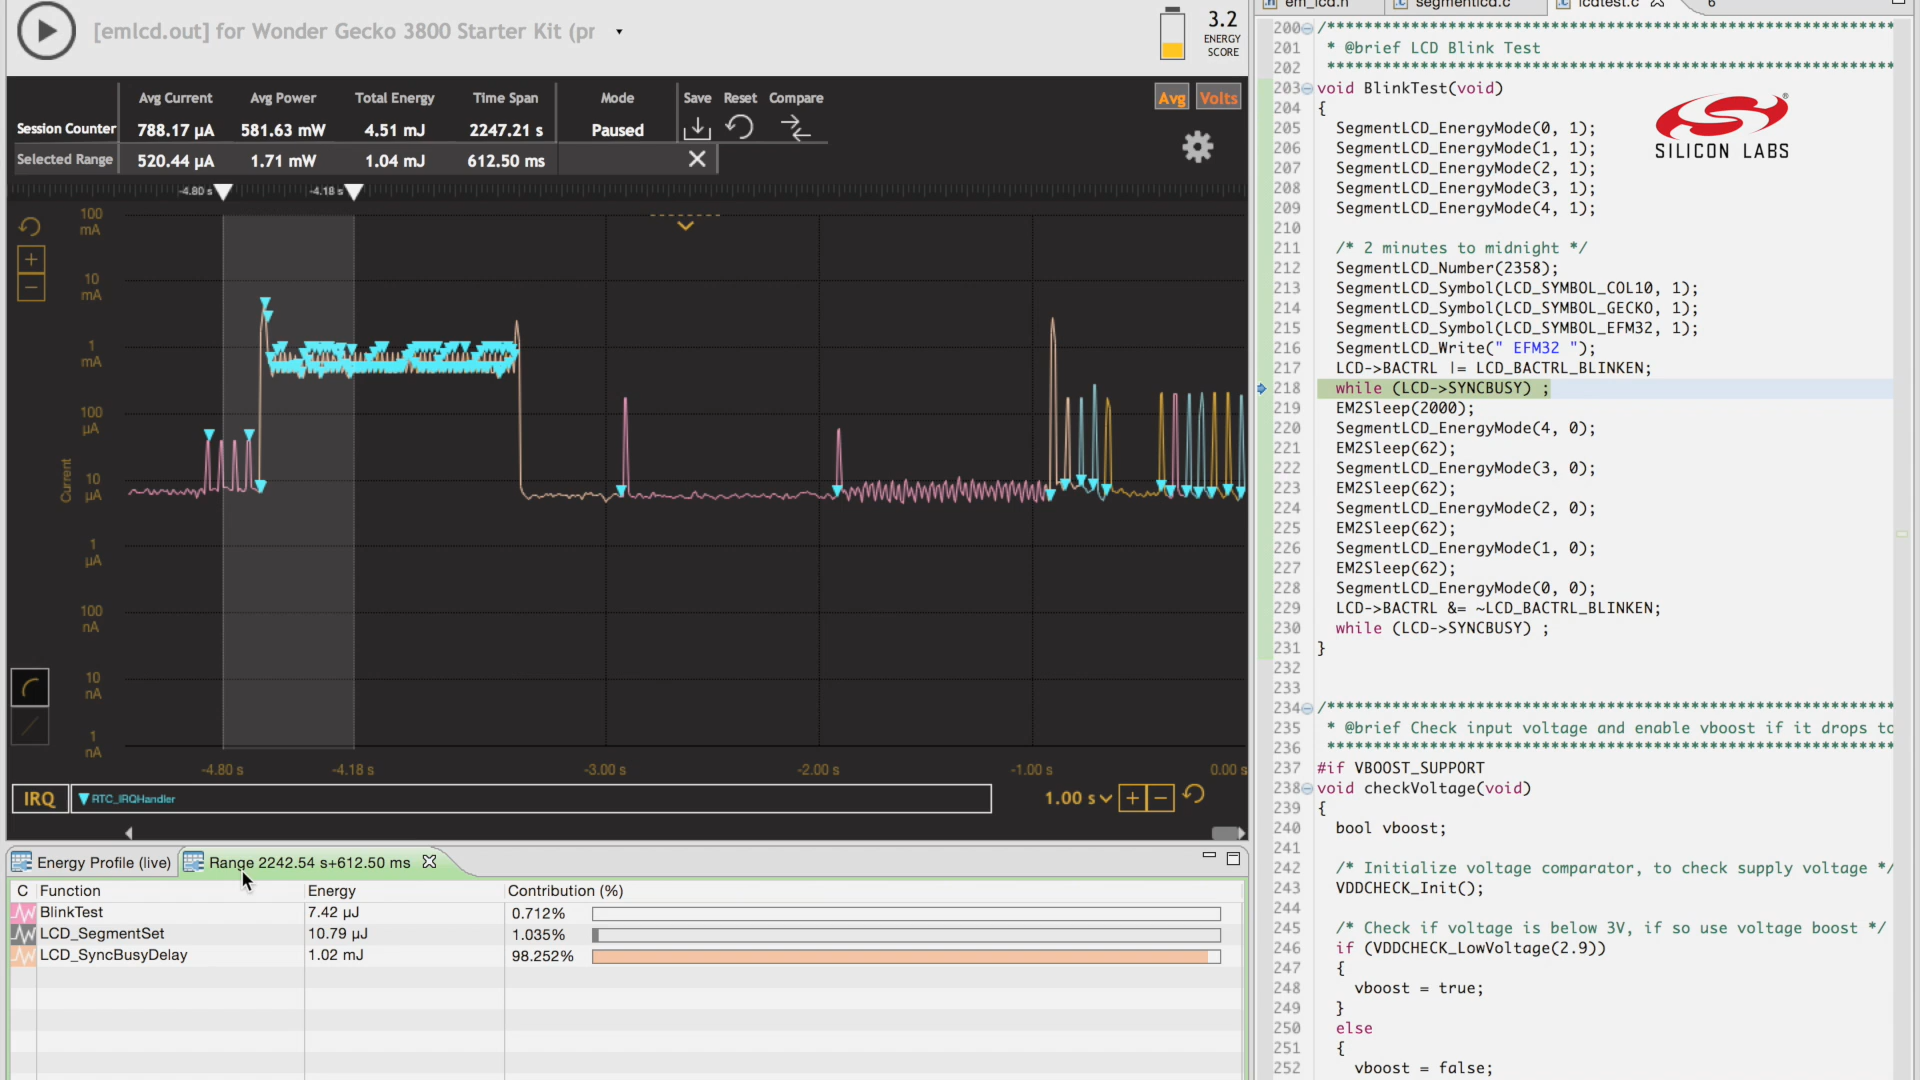 [emlcd.out] for Wonder Gecko 3800 Starter Kit (pr
3.2
ENERGY
SCORE
Avg Current Avg Power Total Energy Time Span Mode Save Reset Compare
Avg Volts
Session Counter 788.17 µA 581.63 mW 4.51 mJ 2247.21 s Paused
Selected Range 520.44 µA 1.71 mW 1.04 mJ 612.50 ms
-4.80 s -4.18 s
100
mA
10
mA
1
mA
100
µA
10
µA
1
µA
100
nA
10
nA
1
nA
Current
-4.80 s -4.18 s -3.00 s -2.00 s -1.00 s 0.00 s
IRQ RTC_IRQHandler 1.00 s
Energy Profile (live) Range 2242.54 s+612.50 ms
C Function Energy Contribution (%)
BlinkTest 7.42 µJ 0.712%
LCD_SegmentSet 10.79 µJ 1.035%
LCD_SyncBusyDelay 1.02 mJ 98.252%
em_lcd.h segmentlcd.c lcdtest.c 6
SILICON LABS
200 /**************************************************************
201 * @brief LCD Blink Test
202 **************************************************************
203 void BlinkTest(void)
204 {
205 SegmentLCD_EnergyMode(0, 1);
206 SegmentLCD_EnergyMode(1, 1);
207 SegmentLCD_EnergyMode(2, 1);
208 SegmentLCD_EnergyMode(3, 1);
209 SegmentLCD_EnergyMode(4, 1);
210
211 /* 2 minutes to midnight */
212 SegmentLCD_Number(2358);
213 SegmentLCD_Symbol(LCD_SYMBOL_COL10, 1);
214 SegmentLCD_Symbol(LCD_SYMBOL_GECKO, 1);
215 SegmentLCD_Symbol(LCD_SYMBOL_EFM32, 1);
216 SegmentLCD_Write(" EFM32 ");
217 LCD->BACTRL |= LCD_BACTRL_BLINKEN;
218 while (LCD->SYNCBUSY) ;
219 EM2Sleep(2000);
220 SegmentLCD_EnergyMode(4, 0);
221 EM2Sleep(62);
222 SegmentLCD_EnergyMode(3, 0);
223 EM2Sleep(62);
224 SegmentLCD_EnergyMode(2, 0);
225 EM2Sleep(62);
226 SegmentLCD_EnergyMode(1, 0);
227 EM2Sleep(62);
228 SegmentLCD_EnergyMode(0, 0);
229 LCD->BACTRL &= ~LCD_BACTRL_BLINKEN;
230 while (LCD->SYNCBUSY) ;
231 }
232
233
234 /**************************************************************
235 * @brief Check input voltage and enable vboost if it drops to
236 **************************************************************
237 #if VBOOST_SUPPORT
238 void checkVoltage(void)
239 {
240 bool vboost;
241
242 /* Initialize voltage comparator, to check supply voltage */
243 VDDCHECK_Init();
244
245 /* Check if voltage is below 3V, if so use voltage boost */
246 if (VDDCHECK_LowVoltage(2.9))
247 {
248 vboost = true;
249 }
250 else
251 {
252 vboost = false;